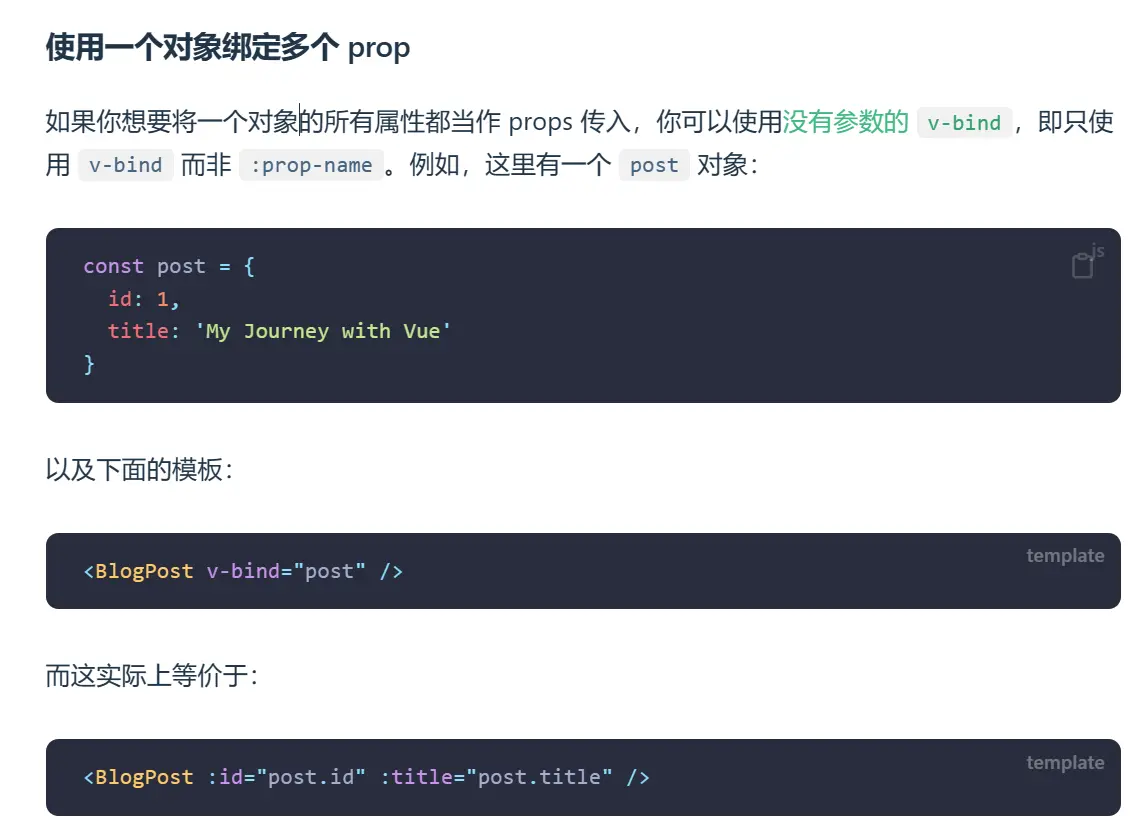 使用一个对象绑定多个 prop
如果你想要将一个对象的所有属性都当作 props 传入，你可以使用没有参数的 v-bind，即只使
用 v-bind 而非 :prop-name。例如，这里有一个 post 对象：
js
const post = {
  id: 1,
  title: 'My Journey with Vue'
}
以及下面的模板：
template
<BlogPost v-bind="post" />
而这实际上等价于：
template
<BlogPost :id="post.id" :title="post.title" />